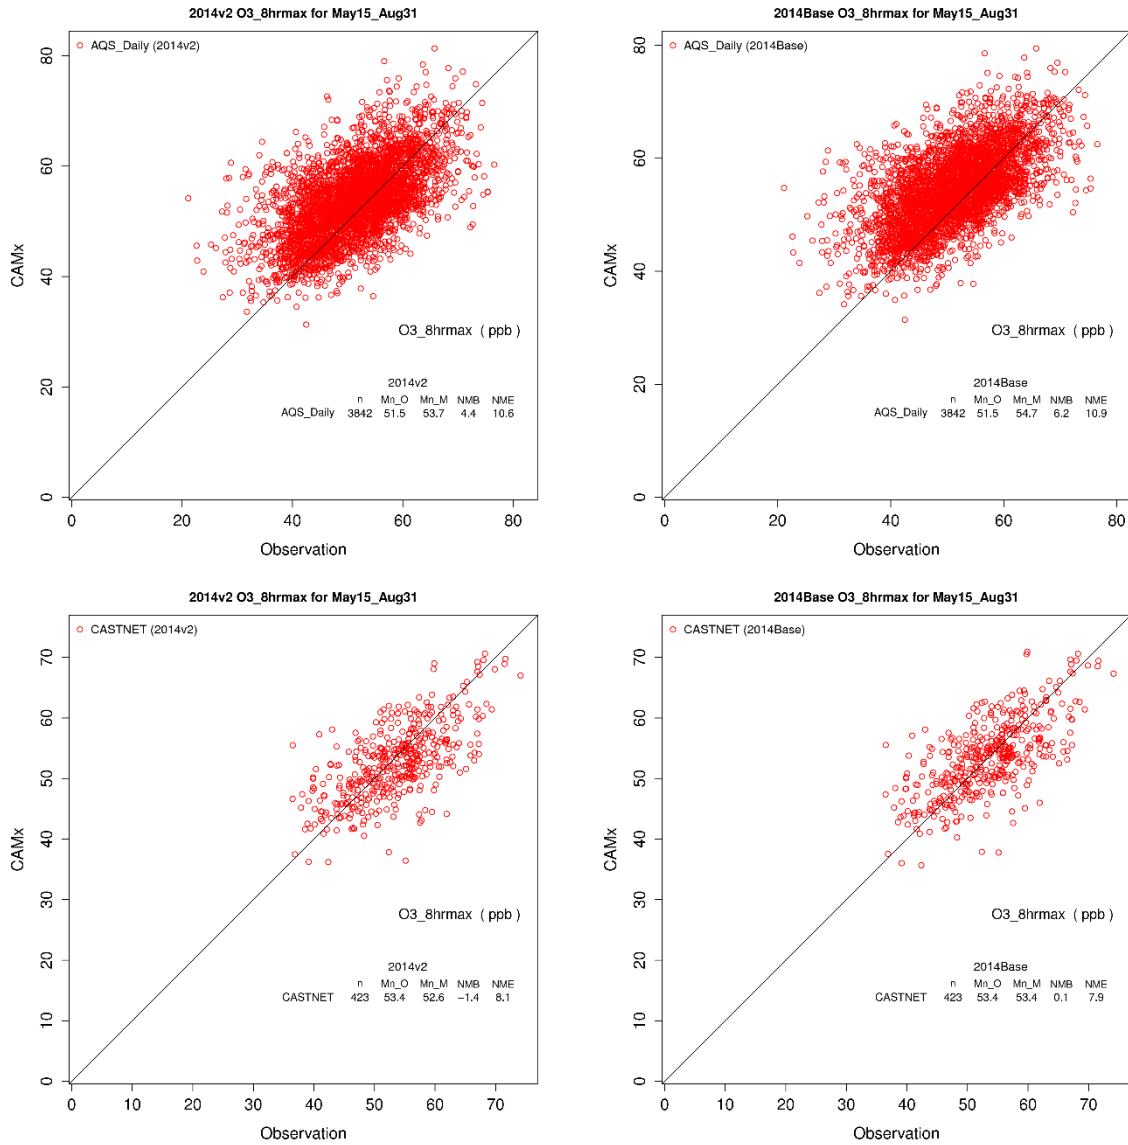 2014v2 O3_8hrmax for May15_Aug31
AQS_Daily (2014v2)
80
60
40
20
0
CAMx
O3_8hrmax ( ppb )
2014v2
n Mn_O Mn_M NMB NME
AQS_Daily 3842 51.5 53.7 4.4 10.6
0 20 40 60 80
Observation
2014Base O3_8hrmax for May15_Aug31
AQS_Daily (2014Base)
80
60
40
20
0
CAMx
O3_8hrmax ( ppb )
2014Base
n Mn_O Mn_M NMB NME
AQS_Daily 3842 51.5 54.7 6.2 10.9
0 20 40 60 80
Observation
2014v2 O3_8hrmax for May15_Aug31
CASTNET (2014v2)
70
60
50
40
30
20
10
0
CAMx
O3_8hrmax ( ppb )
2014v2
n Mn_O Mn_M NMB NME
CASTNET 423 53.4 52.6 −1.4 8.1
0 10 20 30 40 50 60 70
Observation
2014Base O3_8hrmax for May15_Aug31
CASTNET (2014Base)
70
60
50
40
30
20
10
0
CAMx
O3_8hrmax ( ppb )
2014Base
n Mn_O Mn_M NMB NME
CASTNET 423 53.4 53.4 0.1 7.9
0 10 20 30 40 50 60 70
Observation